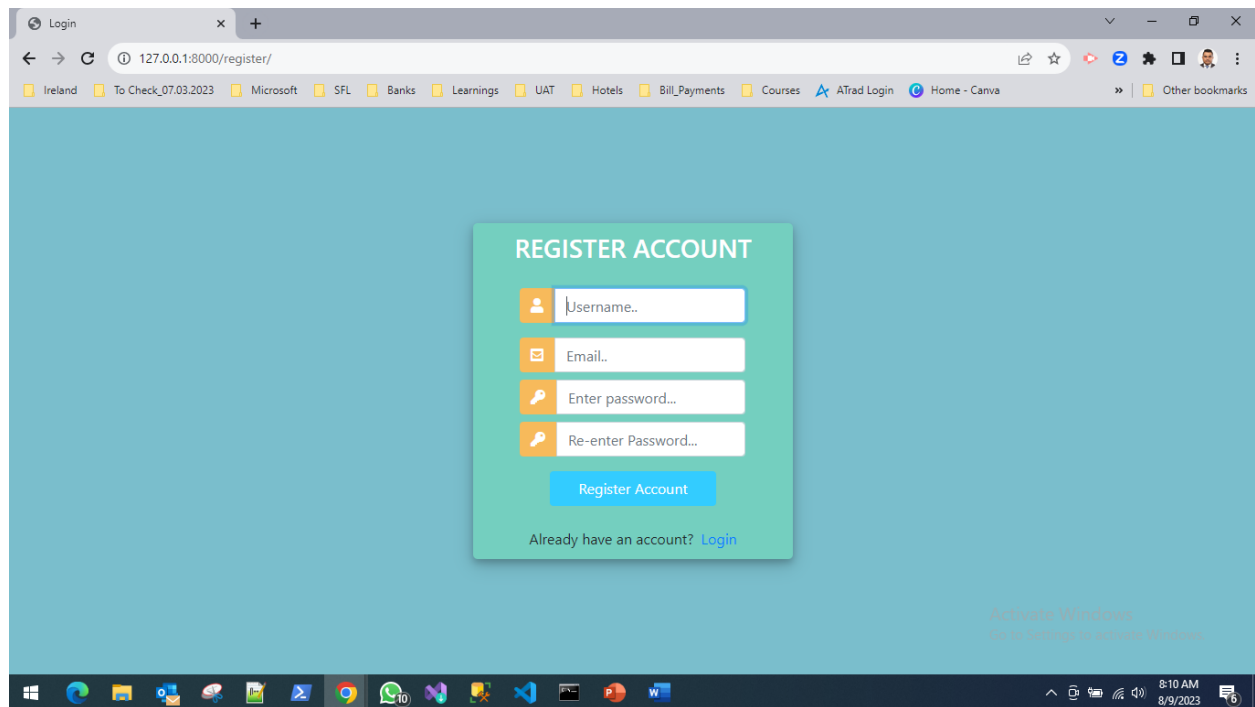 Login
127.0.0.1:8000/register/
Ireland To Check_07.03.2023 Microsoft SFL Banks Learnings UAT Hotels Bill_Payments Courses ATrad Login Home - Canva » Other bookmarks
REGISTER ACCOUNT
Username..
Email..
Enter password...
Re-enter Password...
Register Account
Already have an account? Login
Activate Windows
8:10 AM
8/9/2023
10
6